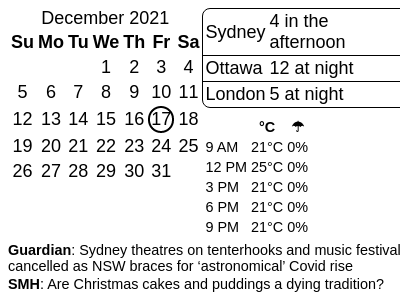 December 2021
Su Mo Tu We Th Fr Sa
1 2 3 4
5 6 7 8 9 10 11
12 13 14 15 16 17 18
19 20 21 22 23 24 25
26 27 28 29 30 31
Sydney 4 in the
afternoon
Ottawa 12 at night
London 5 at night
°C ☂
9 AM 21°C 0%
12 PM 25°C 0%
3 PM 21°C 0%
6 PM 21°C 0%
9 PM 21°C 0%
Guardian: Sydney theatres on tenterhooks and music festival
cancelled as NSW braces for ‘astronomical’ Covid rise
SMH: Are Christmas cakes and puddings a dying tradition?